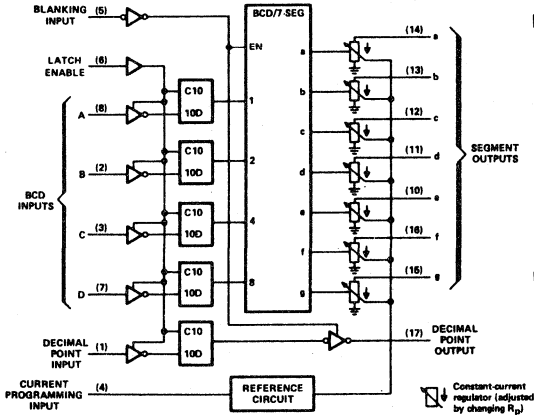 BLANKING INPUT (5)
BCD/7-SEG
EN
LATCH ENABLE (6)
BCD INPUTS
A (8)
B (2)
C (3)
D (7)
C10
10D
C10
10D
C10
10D
C10
10D
C10
10D
1
2
4
8
a
b
c
d
e
f
g
(14) a
(13) b
(12) c
(11) d
(10) e
(16) f
(15) g
SEGMENT OUTPUTS
DECIMAL POINT INPUT (1)
(17) DECIMAL POINT OUTPUT
CURRENT PROGRAMMING INPUT (4)
REFERENCE CIRCUIT
Constant-current
regulator (adjusted
by changing RD)